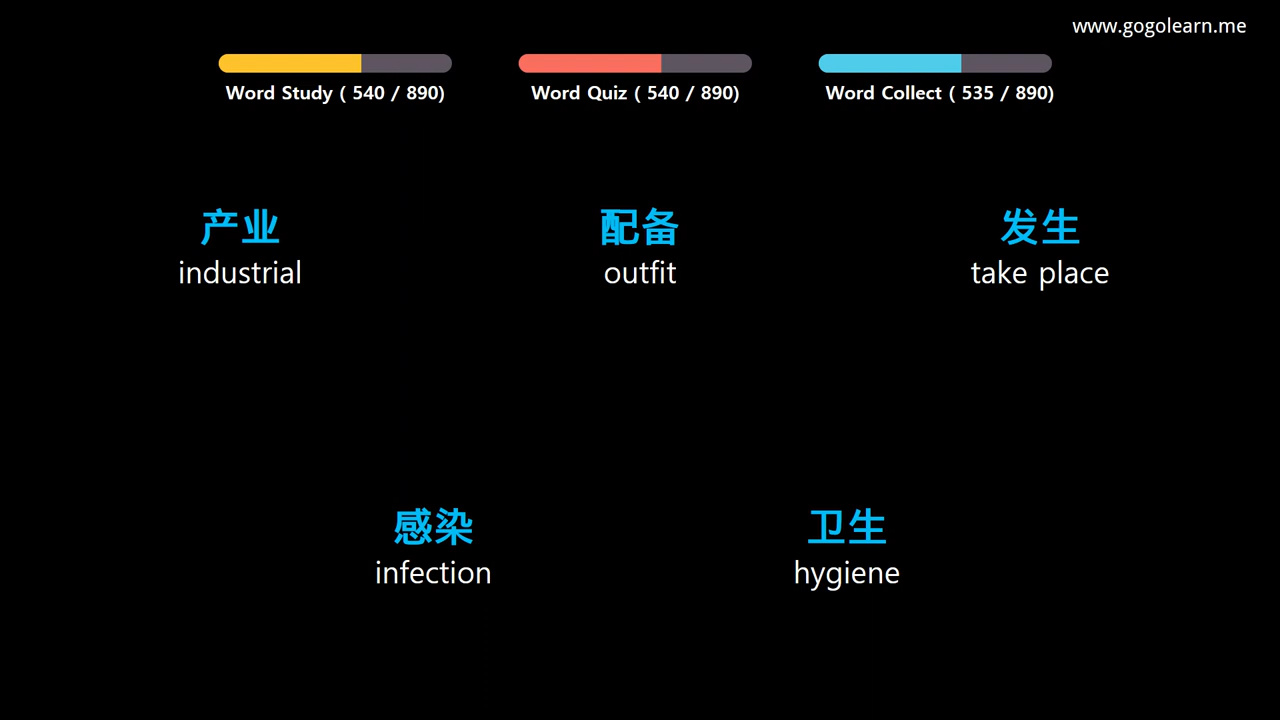 www.gogolearn.me
Word Study ( 540 / 890)
Word Quiz ( 540 / 890)
Word Collect ( 535 / 890)
产业
industrial
配备
outfit
发生
take place
感染
infection
卫生
hygiene